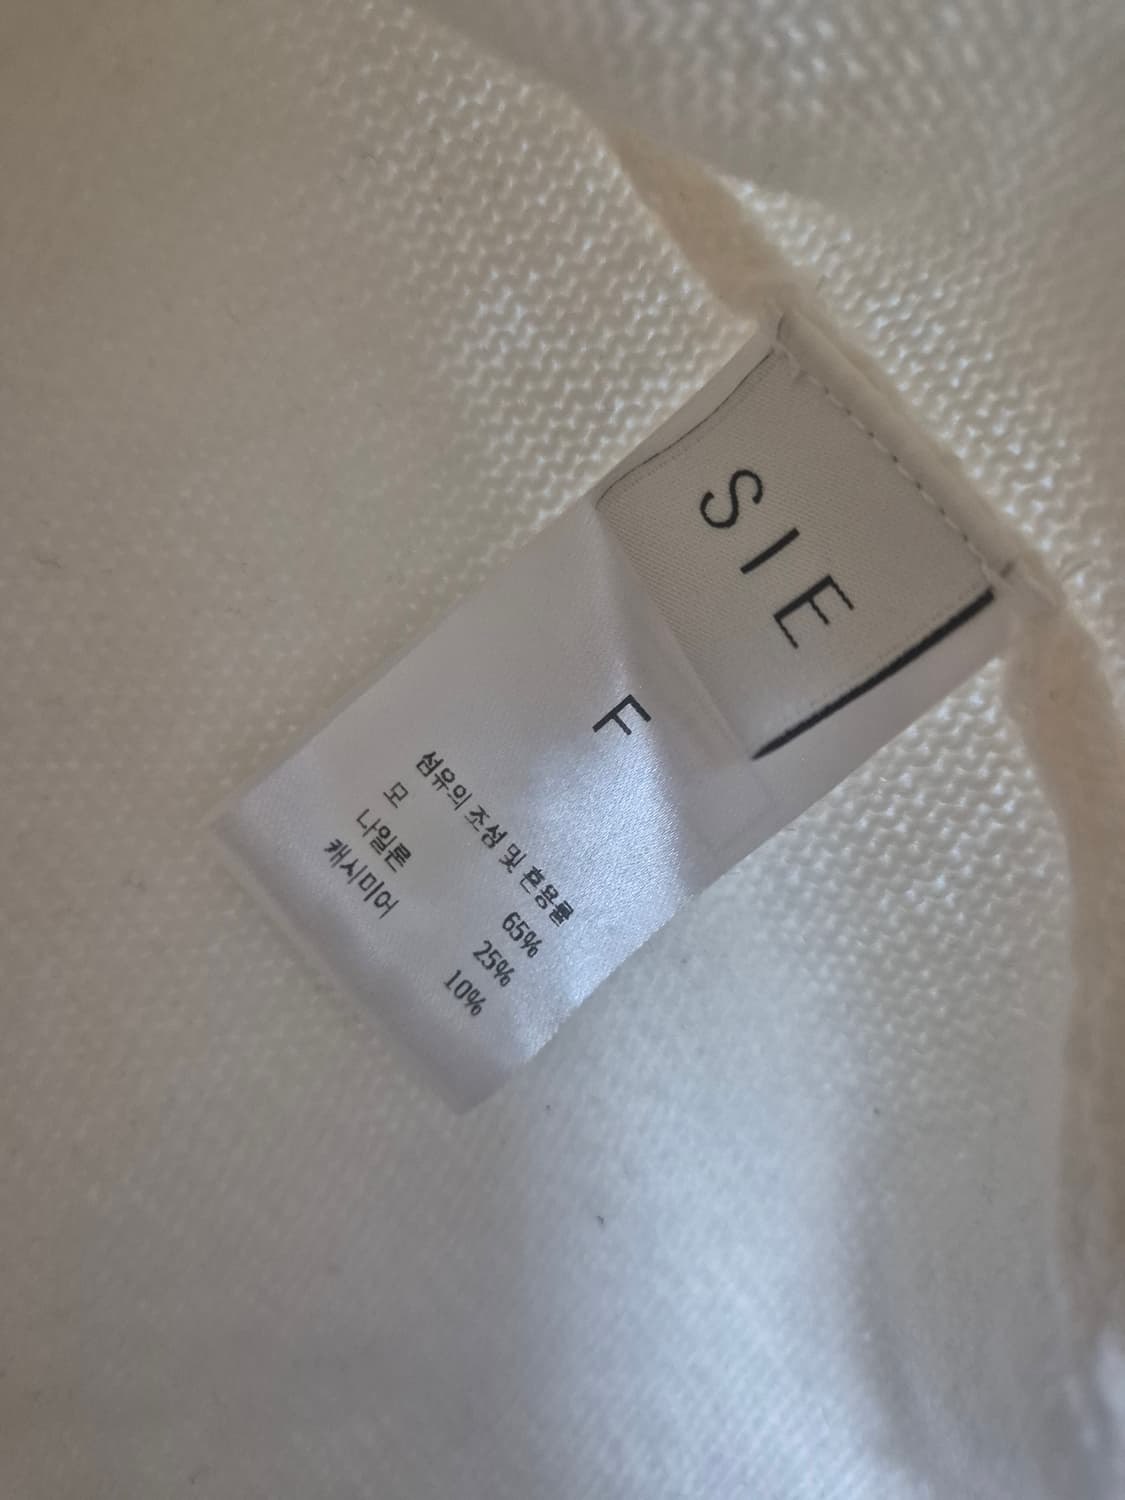 SIE
F
섬유의 조성 및 혼용률
모 65%
나일론 25%
캐시미어 10%